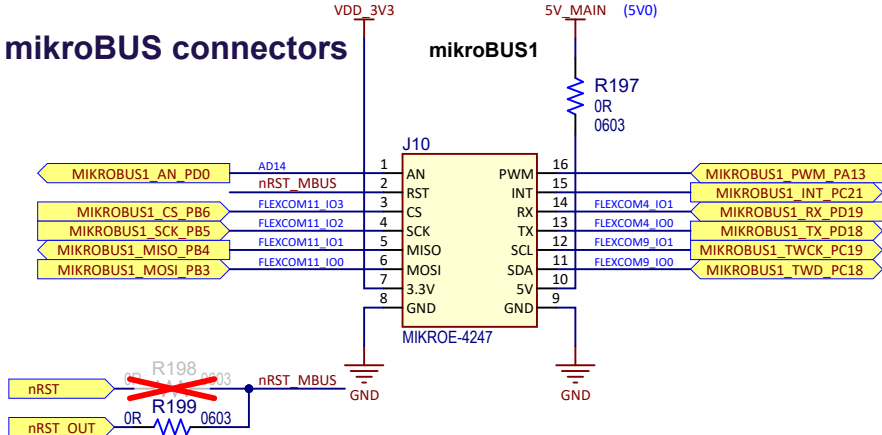 VDD_3V3
5V_MAIN (5V0)
mikroBUS connectors
mikroBUS1
R197
0R
0603
J10
MIKROBUS1_AN_PD0 AD14 1 AN PWM 16 MIKROBUS1_PWM_PA13
nRST_MBUS 2 RST INT 15 MIKROBUS1_INT_PC21
MIKROBUS1_CS_PB6 FLEXCOM11_IO3 3 CS RX 14 FLEXCOM4_IO1 MIKROBUS1_RX_PD19
MIKROBUS1_SCK_PB5 FLEXCOM11_IO2 4 SCK TX 13 FLEXCOM4_IO0 MIKROBUS1_TX_PD18
MIKROBUS1_MISO_PB4 FLEXCOM11_IO1 5 MISO SCL 12 FLEXCOM9_IO1 MIKROBUS1_TWCK_PC19
MIKROBUS1_MOSI_PB3 FLEXCOM11_IO0 6 MOSI SDA 11 FLEXCOM9_IO0 MIKROBUS1_TWD_PC18
7 3.3V 5V 10
8 GND GND 9
MIKROE-4247
GND
GND
R198
nRST 0R 0603 nRST_MBUS
R199
nRST_OUT 0R 0603